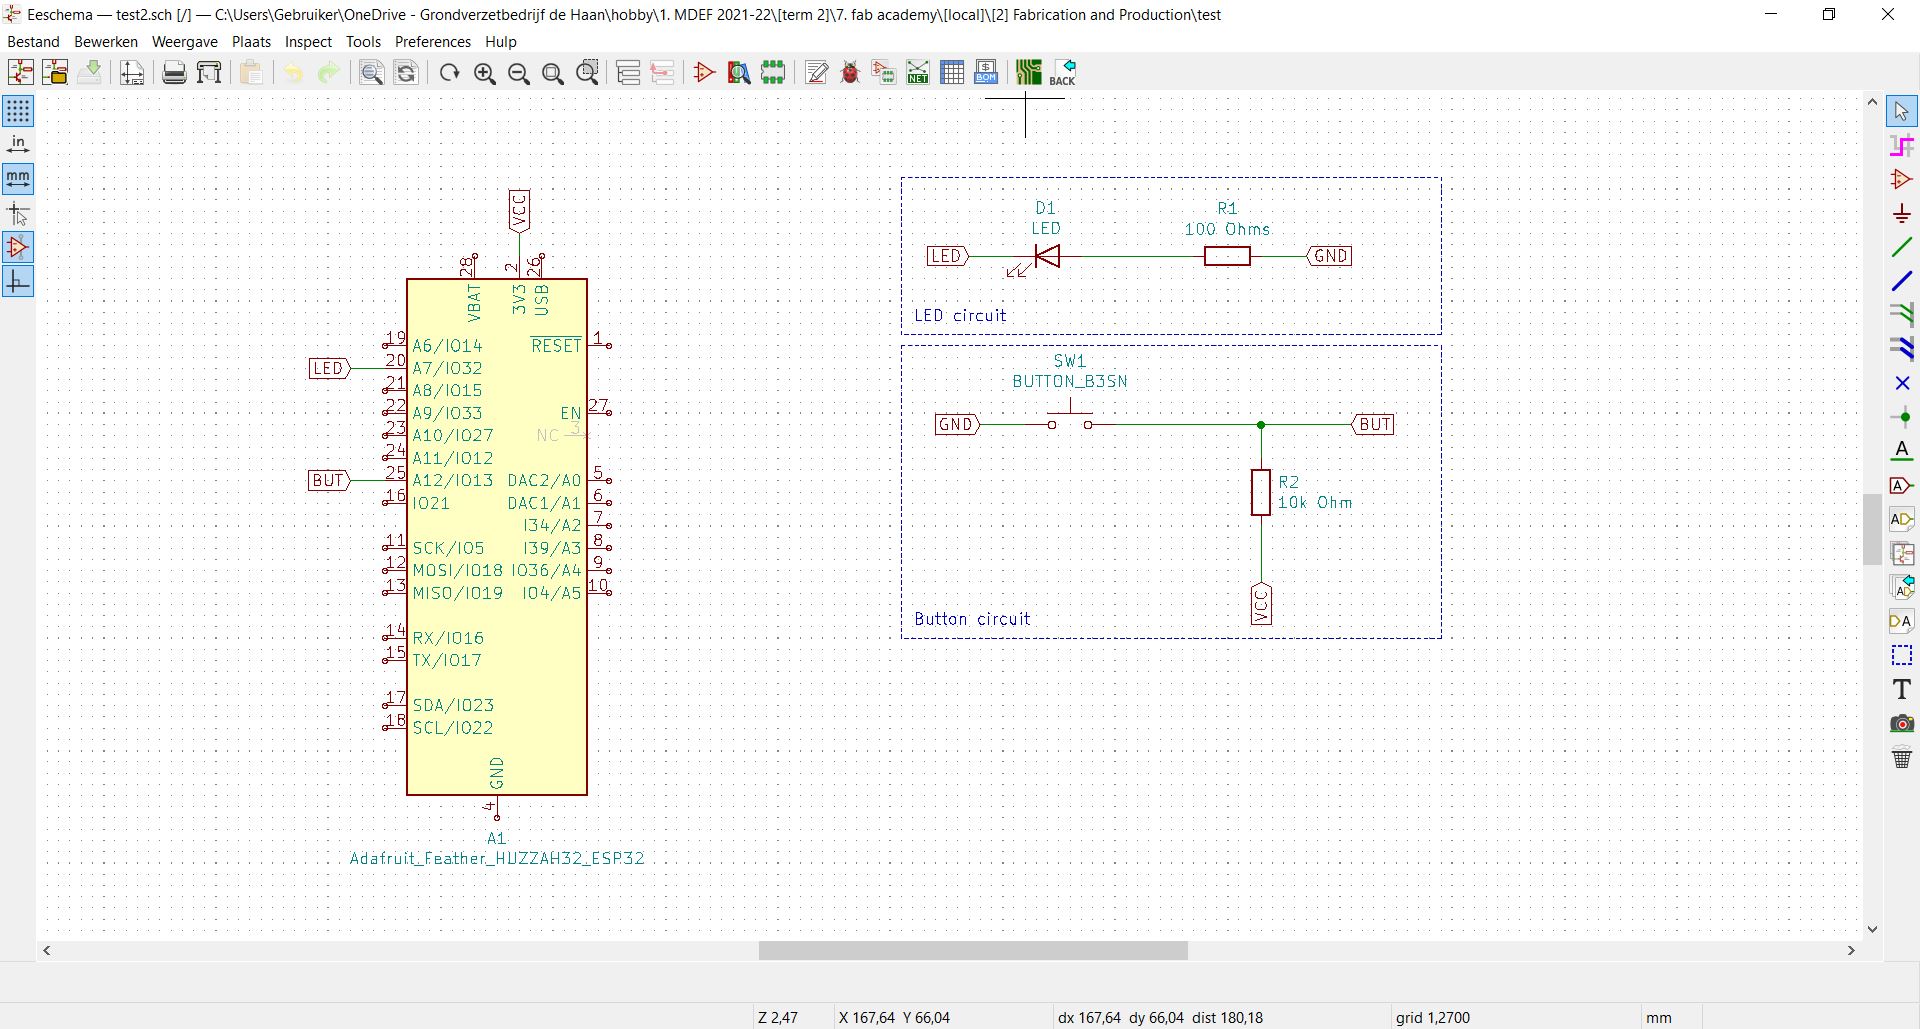 Eeschema — test2.sch [/] — C:\Users\Gebruiker\OneDrive - Grondverzetbedrijf de Haan\hobby\1. MDEF 2021-22\[term 2]\7. fab academy\[local]\[2] Fabrication and Production\test
Bestand Bewerken Weergave Plaats Inspect Tools Preferences Help
NET BOM BACK
in
mm
VCC
28 2 26
VBAT 3V3 USB
19 A6/IO14 RESET 1
LED 20 A7/IO32
21 A8/IO15
22 A9/IO33 EN 27
23 A10/IO27 NC 3
24 A11/IO12
BUT 25 A12/IO13 DAC2/A0 5
16 IO21 DAC1/A1 6
I34/A2 7
11 SCK/IO5 I39/A3 8
12 MOSI/IO18 IO36/A4 9
13 MISO/IO19 IO4/A5 10
14 RX/IO16
15 TX/IO17
17 SDA/IO23
18 SCL/IO22
GND
4
A1
Adafruit_Feather_HUZZAH32_ESP32
D1 R1
LED 100 Ohms
LED GND
LED circuit
SW1
BUTTON_B3SN
GND BUT
R2
10k Ohm
VCC
Button circuit
A
A
AD
AD
DA
T
Z 2,47 X 167,64 Y 66,04 dx 167,64 dy 66,04 dist 180,18 grid 1,2700 mm